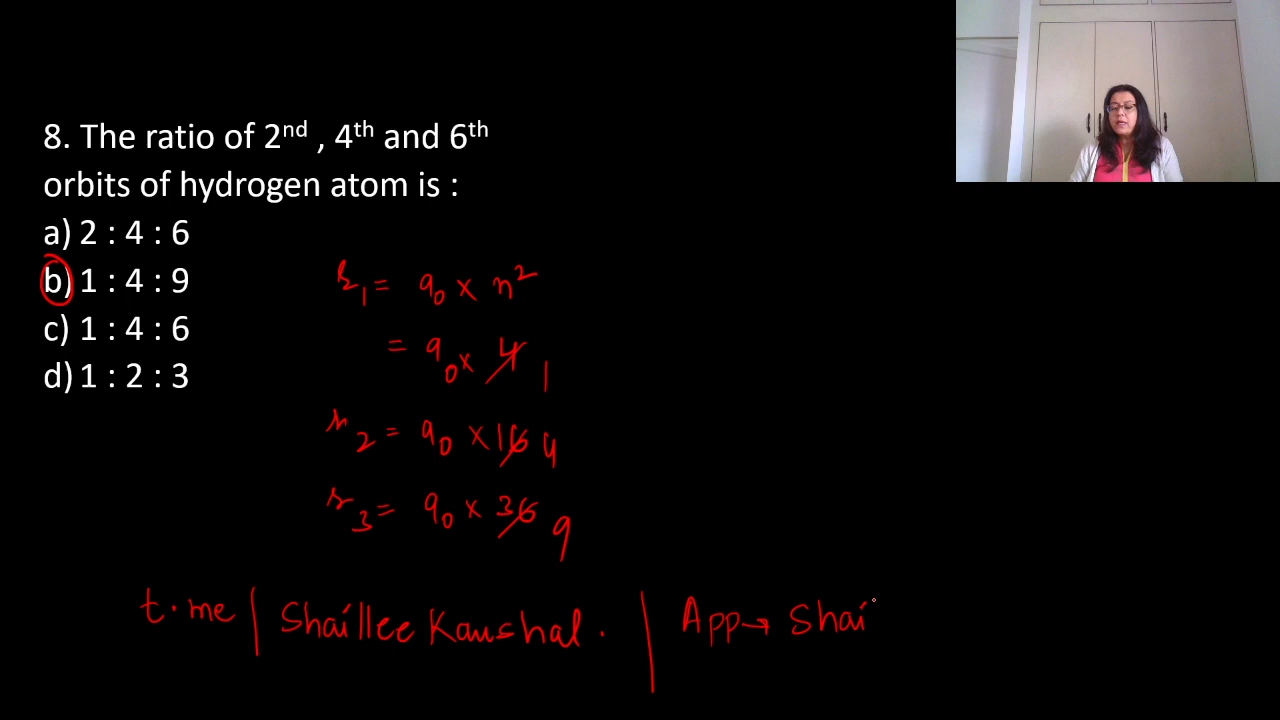 8. The ratio of 2nd , 4th and 6th
orbits of hydrogen atom is :
a) 2 : 4 : 6
b) 1 : 4 : 9
c) 1 : 4 : 6
d) 1 : 2 : 3
r₁ = a₀ × n²
= a₀ × 4 1
r₂ = a₀ × 16 4
r₃ = a₀ × 36 9
t.me | Shaillee Kaushal. | App → Shai